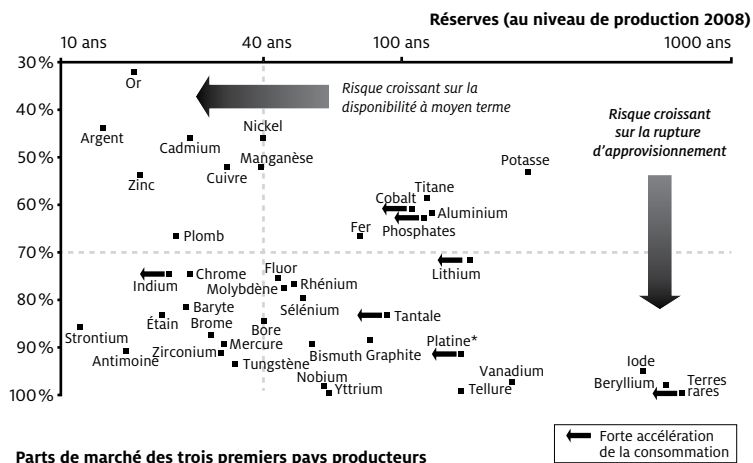 Réserves (au niveau de production 2008)
10 ans 40 ans 100 ans 1000 ans
30%
40%
50%
60%
70%
80%
90%
100%
Or
Risque croissant sur la
disponibilité à moyen terme
Risque croissant
sur la rupture
d'approvisionnement
Argent
Cadmium
Nickel
Cuivre
Manganèse
Zinc
Potasse
Titane
Cobalt
Aluminium
Phosphates
Plomb
Fer
Indium
Chrome
Fluor
Molybdène
Rhénium
Lithium
Sélénium
Baryte
Étain
Tantale
Strontium
Brome
Bore
Antimoine
Zirconium
Mercure
Tungstène
Bismuth
Graphite
Platine*
Nobium
Yttrium
Vanadium
Tellure
Iode
Beryllium
Terres
rares
Forte accélération
de la consommation
Parts de marché des trois premiers pays producteurs